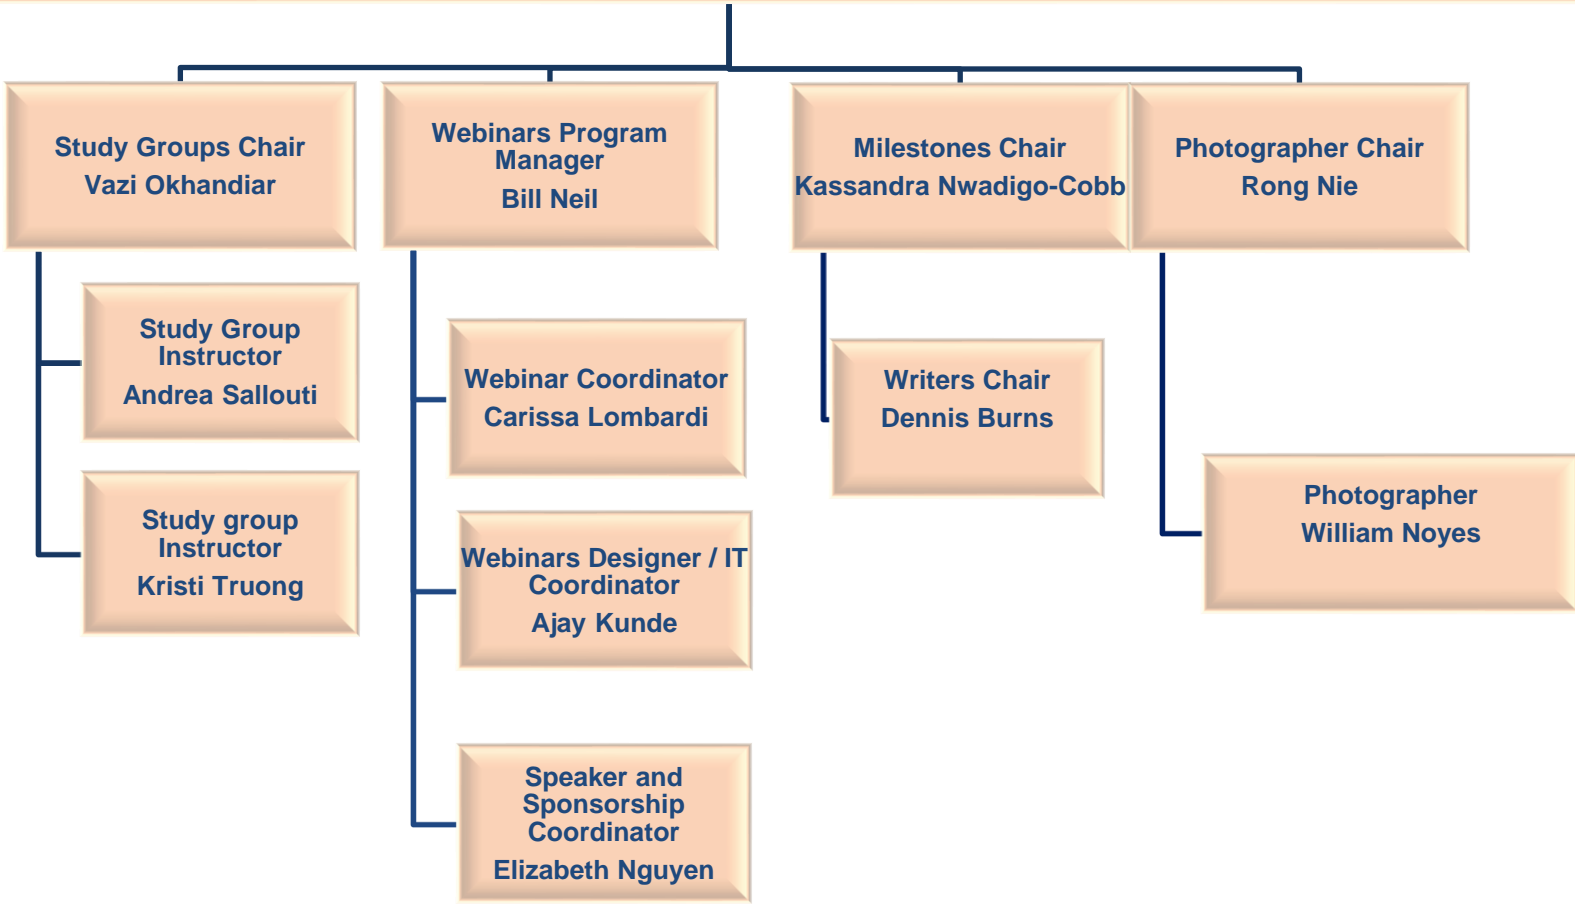 Study Groups Chair
Vazi Okhandiar
Webinars Program
Manager
Bill Neil
Milestones Chair
Kassandra Nwadigo-Cobb
Photographer Chair
Rong Nie
Study Group
Instructor
Andrea Sallouti
Study group
Instructor
Kristi Truong
Webinar Coordinator
Carissa Lombardi
Webinars Designer / IT
Coordinator
Ajay Kunde
Speaker and
Sponsorship
Coordinator
Elizabeth Nguyen
Writers Chair
Dennis Burns
Photographer
William Noyes